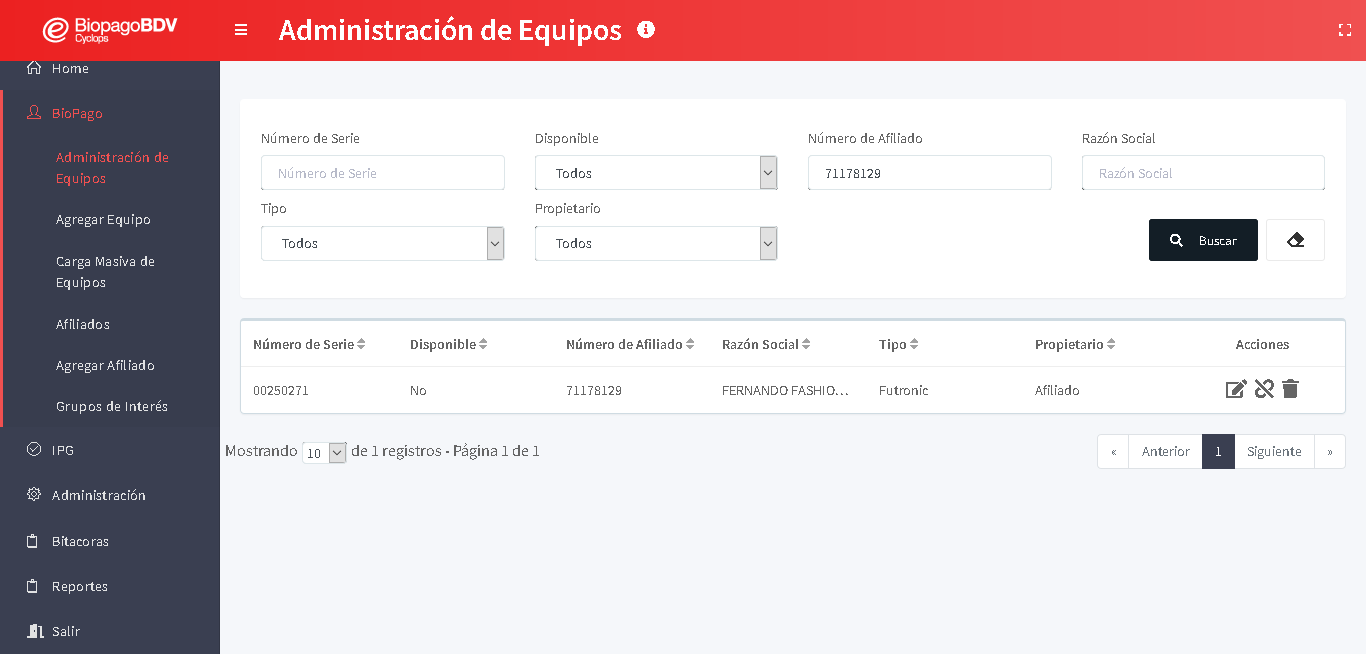 BiopagoBDV
Cyclops
Administración de Equipos
Home
BioPago
Administración de
Equipos
Agregar Equipo
Carga Masiva de
Equipos
Afiliados
Agregar Afiliado
Grupos de Interés
IPG
Administración
Bitacoras
Reportes
Salir
Número de Serie Disponible Número de Afiliado Razón Social
Número de Serie Todos 71178129 Razón Social
Tipo Propietario
Todos Todos Buscar
Número de Serie Disponible Número de Afiliado Razón Social Tipo Propietario Acciones
00250271 No 71178129 FERNANDO FASHIO... Futronic Afiliado
Mostrando 10 de 1 registros - Página 1 de 1 « Anterior 1 Siguiente »